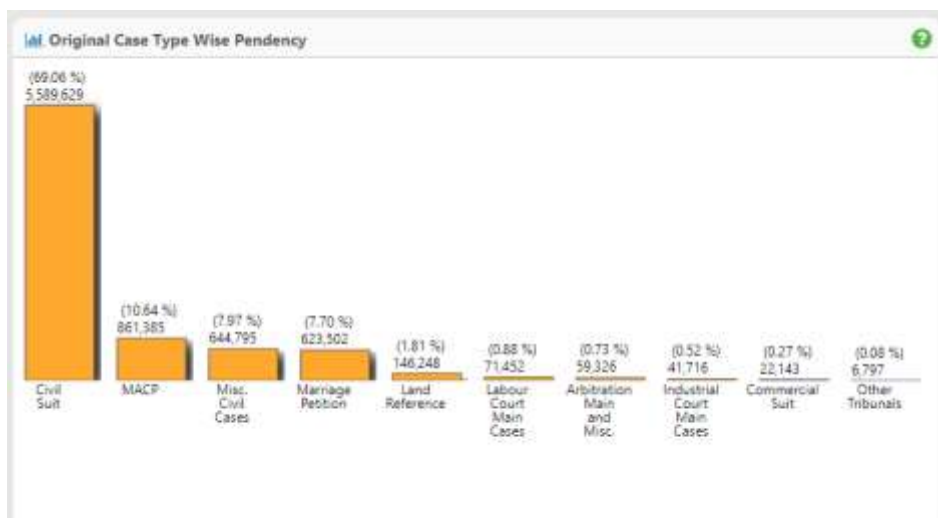 Original Case Type Wise Pendency
?
(69.06 %)
5,589,629
(10.64 %)
861,385
(7.97 %)
644,795
(7.70 %)
623,502
(1.81 %)
146,248
(0.88 %)
71,452
(0.73 %)
59,326
(0.52 %)
41,716
(0.27 %)
22,143
(0.08 %)
6,797
Civil
Suit
MACP
Misc.
Civil
Cases
Marriage
Petition
Land
Reference
Labour
Court
Main
Cases
Arbitration
Main
and
Misc.
Industrial
Court
Main
Cases
Commercial
Suit
Other
Tribunals